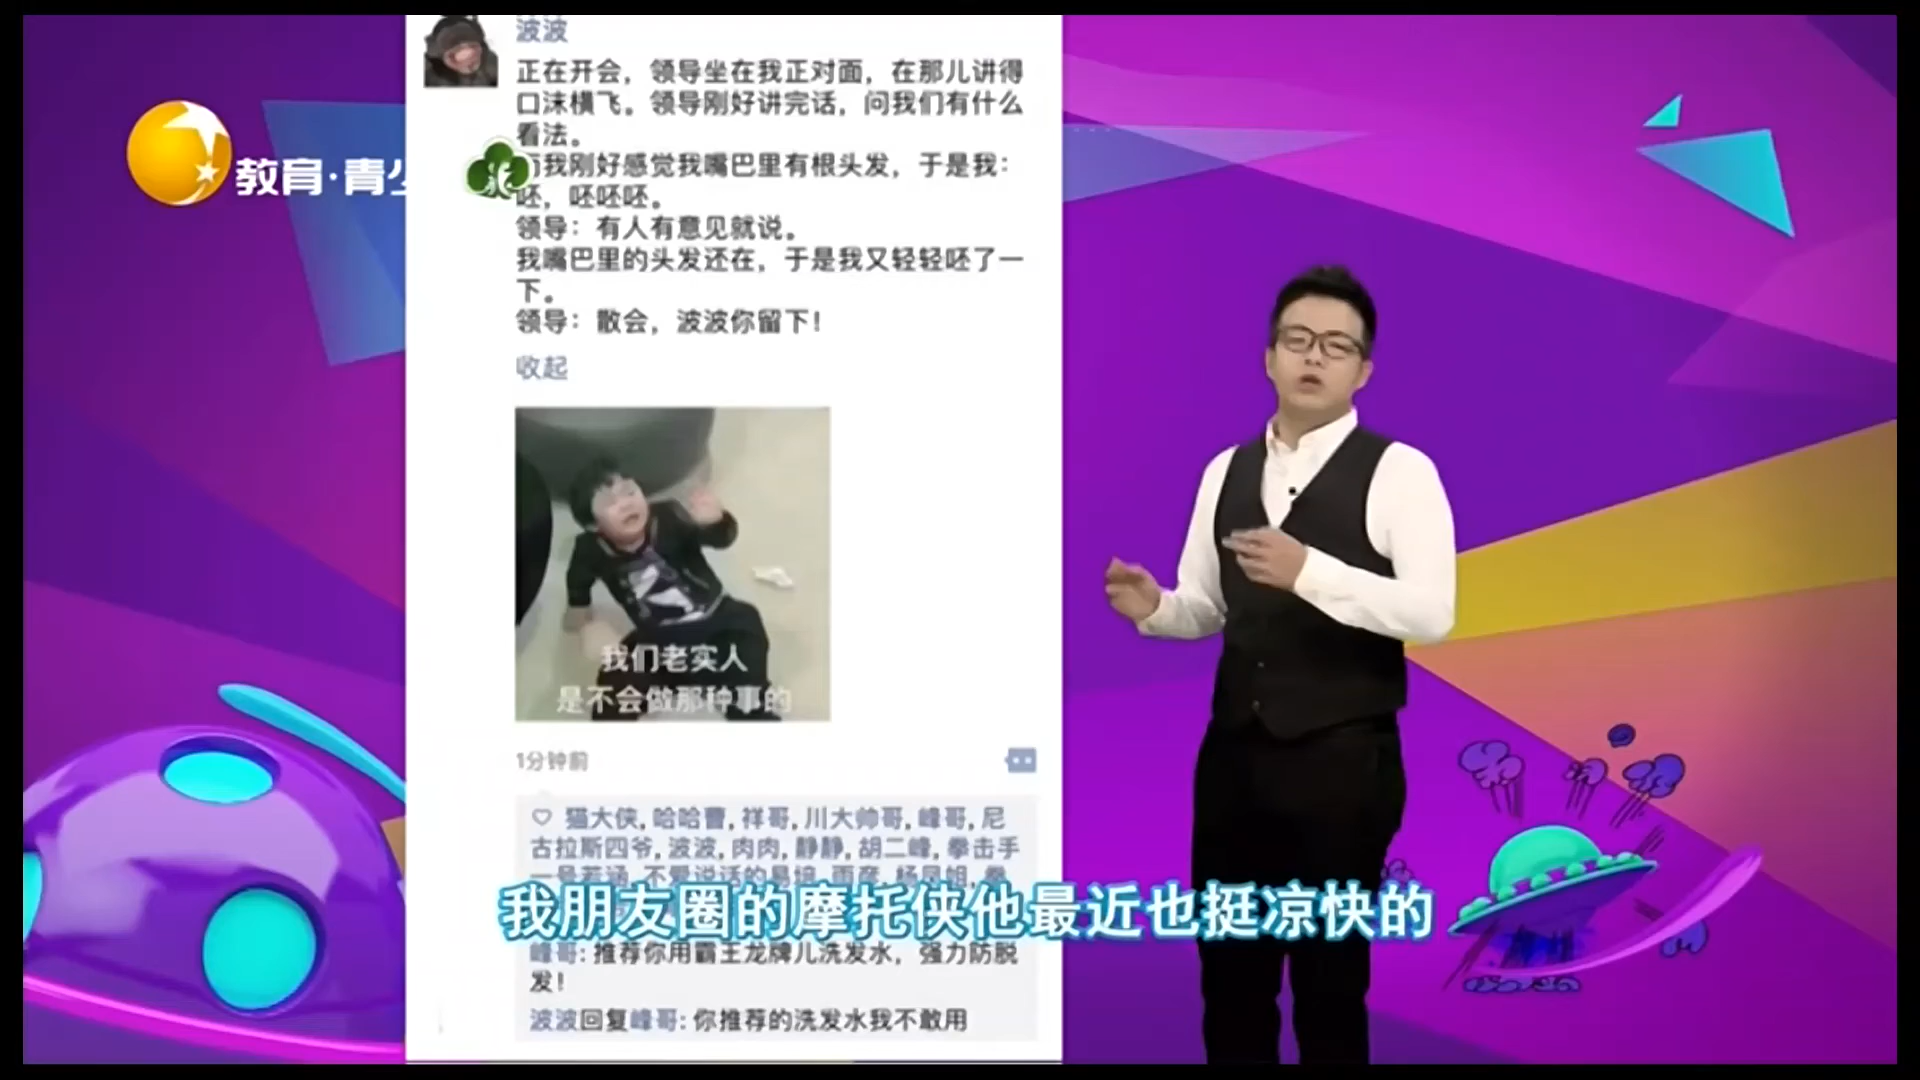 教育·青
波波
正在开会，领导坐在我正对面，在那儿讲得
口沫横飞。领导刚好讲完话，问我们有什么
看法。
而我刚好感觉我嘴巴里有根头发，于是我：
呸，呸呸呸。
领导：有人有意见就说。
我嘴巴里的头发还在，于是我又轻轻呸了一
下。
领导：散会，波波你留下！
收起
我们老实人
是不会做那种事的
1分钟前
猫大侠, 哈哈曹, 祥哥, 川大帅哥, 峰哥, 尼
古拉斯四爷, 波波, 肉肉, 静静, 胡二峰, 拳击手
我朋友圈的摩托侠他最近也挺凉快的
峰哥: 推荐你用霸王龙牌儿洗发水，强力防脱
发！
波波回复峰哥: 你推荐的洗发水我不敢用